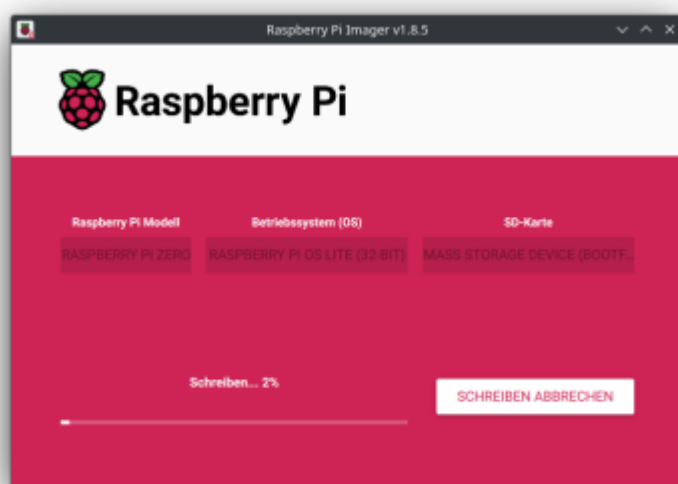 Raspberry Pi Imager v1.8.5
Raspberry Pi
Raspberry Pi Modell
Betriebssystem (OS)
SD-Karte
RASPBERRY PI ZERO
RASPBERRY PI OS LITE (32-BIT)
MASS STORAGE DEVICE (BOOTF...
Schreiben... 2%
SCHREIBEN ABBRECHEN